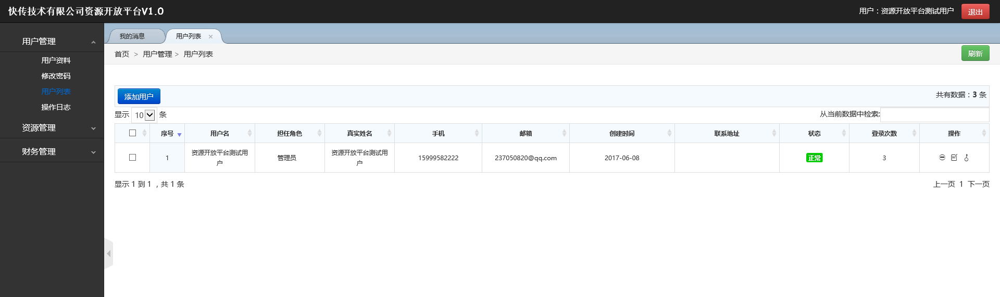 快传技术有限公司资源开放平台V1.0
用户：资源开放平台测试用户 退出
用户管理
用户资料
修改密码
用户列表
操作日志
资源管理
财务管理
我的消息 用户列表 ×
首页 > 用户管理 > 用户列表 刷新
添加用户 共有数据：3 条
显示 10 条 从当前数据中检索:
序号 用户名 担任角色 真实姓名 手机 邮箱 创建时间 联系地址 状态 登录次数 操作
1 资源开放平台测试用户 管理员 资源开放平台测试用户 15999582222 237050820@qq.com 2017-06-08 正常 3
显示 1 到 1 ，共 1 条 上一页 1 下一页